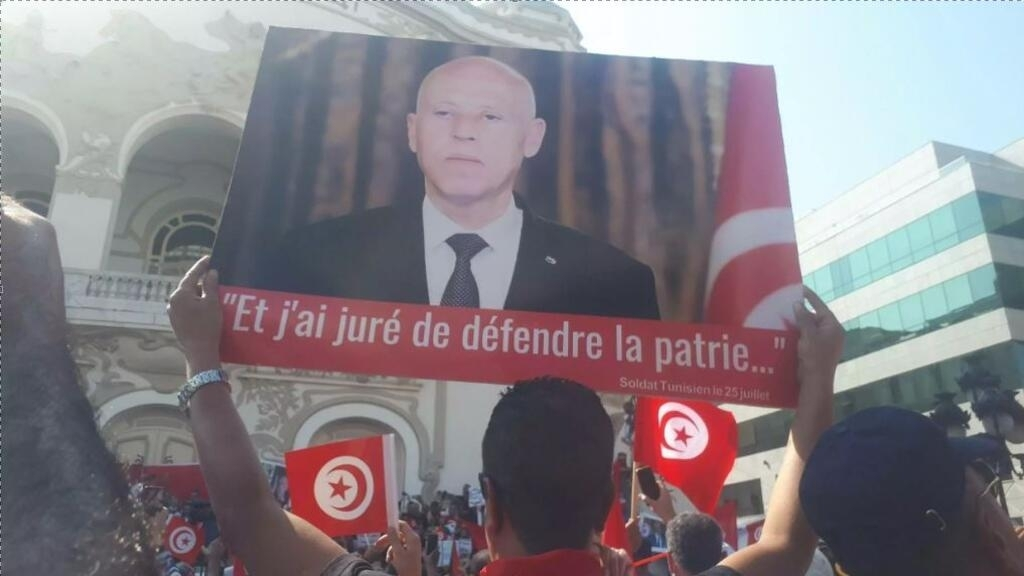 "Et j'ai juré de défendre la patrie..."
Soldat Tunisien le 25 juillet